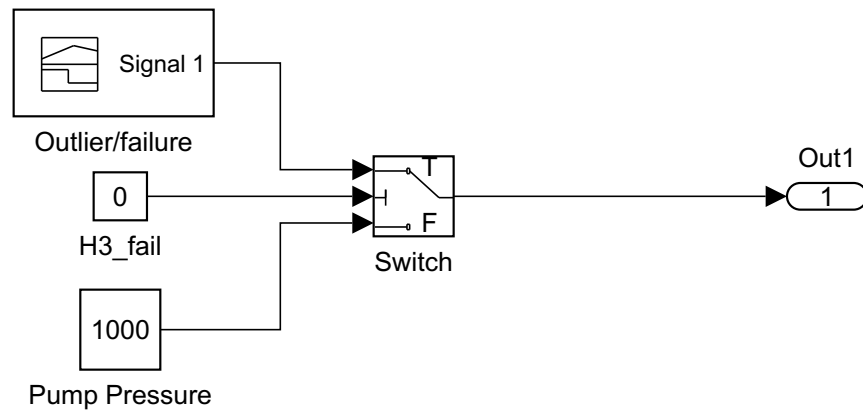 Signal 1
Outlier/failure
0
H3_fail
1000
Pump Pressure
T
F
Switch
Out1
1